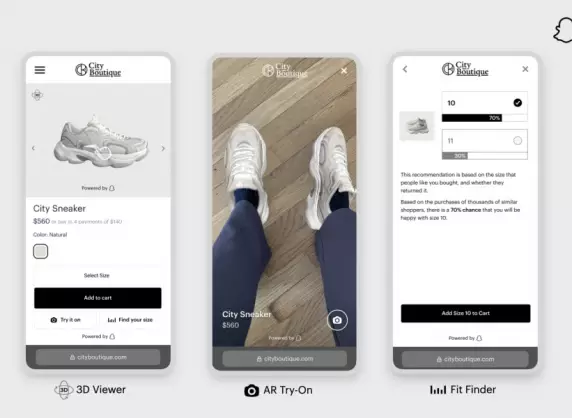 City
Boutique
3D
Powered by
City Sneaker
$560 or use in 4 payments of $140
Color: Natural
Select Size
Add to cart
Try it on
Find your size
Powered by
cityboutique.com
3D 3D Viewer
City
Boutique
City Sneaker
$560
Powered by
cityboutique.com
AR Try-On
City
Boutique
10
70%
11
30%
This recommendation is based on the size that
people like you bought, and whether they
returned it.
Based on the purchases of thousands of similar
shoppers, there is a 70% chance that you will be
happy with size 10.
Add Size 10 to Cart
Powered by
cityboutique.com
Fit Finder